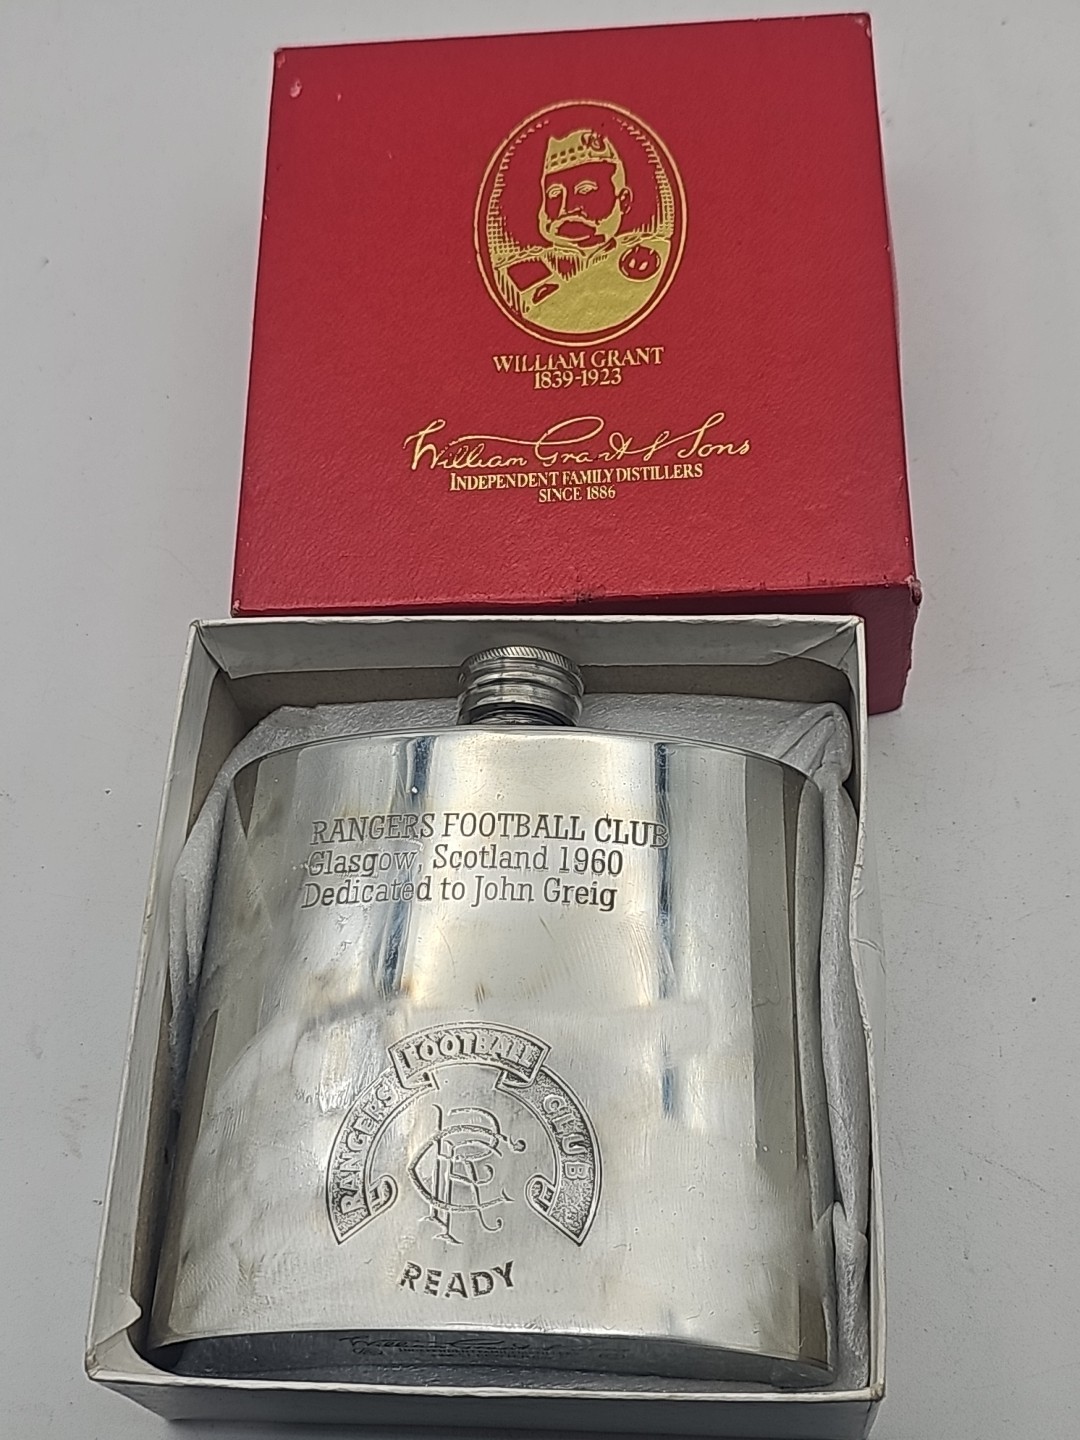 WILLIAM GRANT
1839-1923
William Grant & Sons
INDEPENDENT FAMILY DISTILLERS
SINCE 1886
RANGERS FOOTBALL CLUB
Glasgow, Scotland 1960
Dedicated to John Greig
RANGERS FOOTBALL CLUB
READY